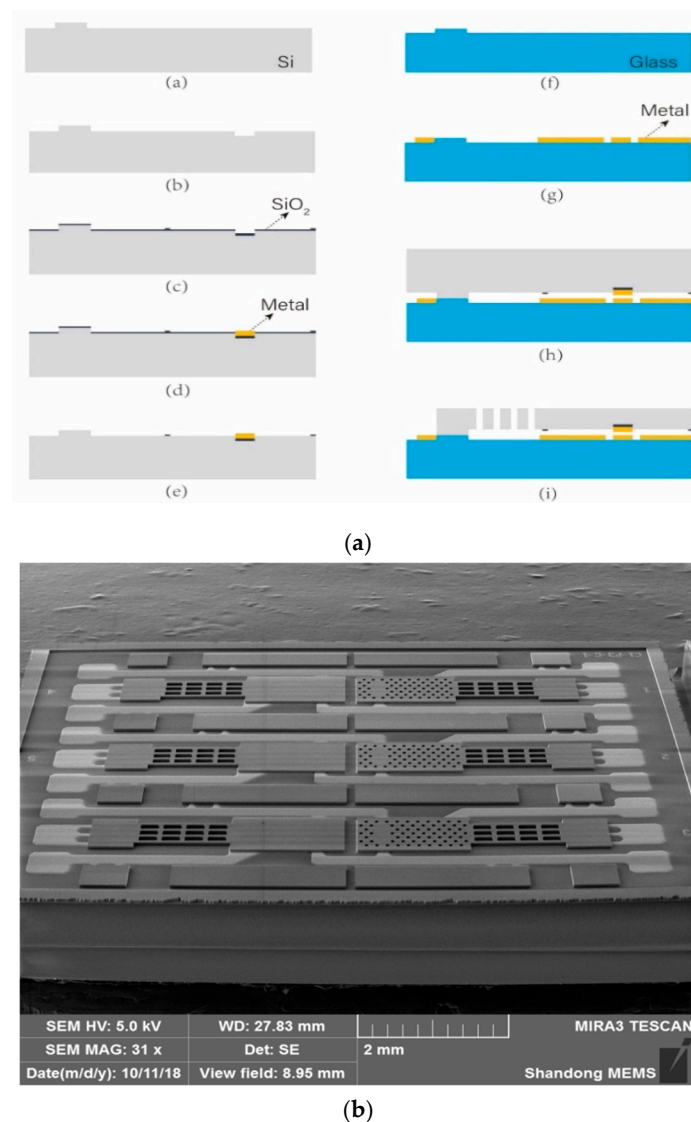 Si
(a)
(b)
SiO2
(c)
Metal
(d)
(e)
Glass
(f)
Metal
(g)
(h)
(i)
(a)
SEM HV: 5.0 kV
WD: 27.83 mm
MIRA3 TESCAN
SEM MAG: 31 x
Det: SE
2 mm
Date(m/d/y): 10/11/18
View field: 8.95 mm
Shandong MEMS
(b)